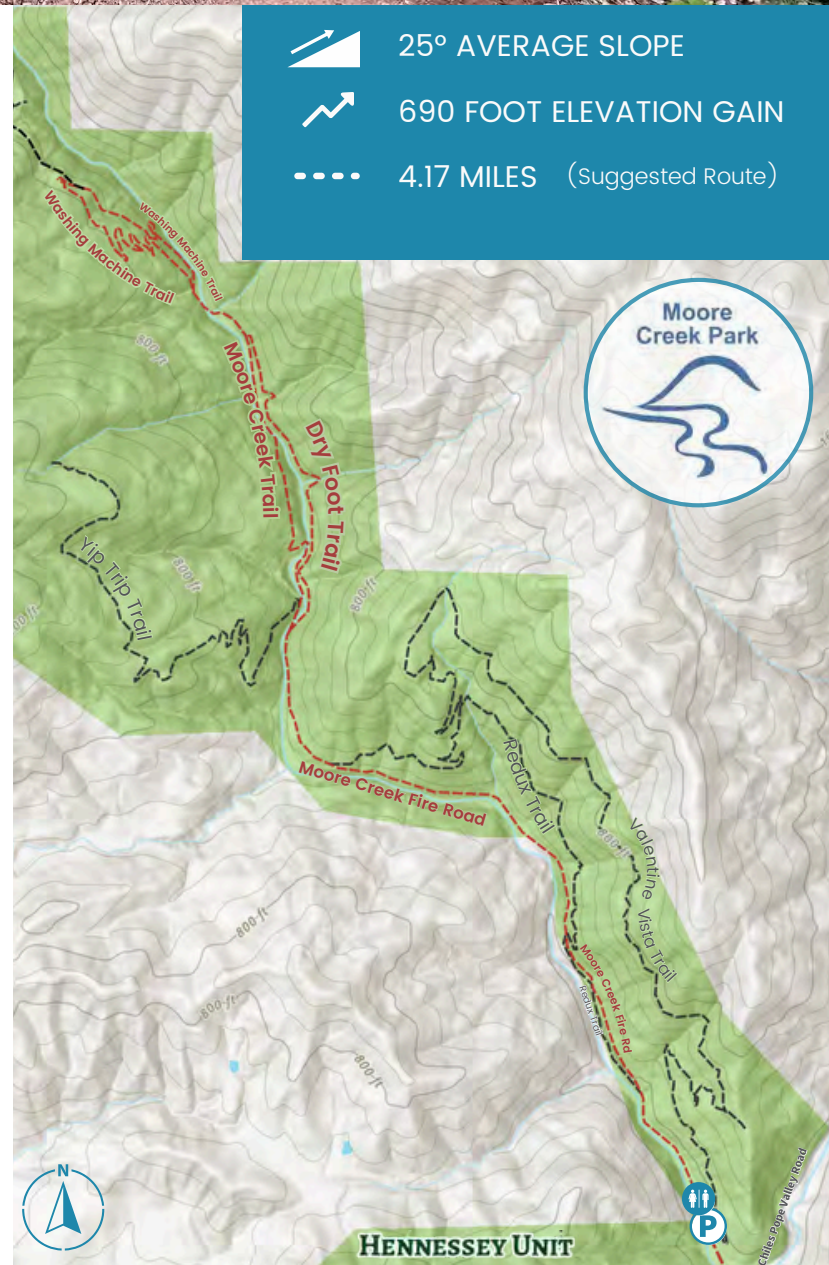 25° AVERAGE SLOPE
690 FOOT ELEVATION GAIN
4.17 MILES (Suggested Route)
Moore
Creek Park
Washing Machine Trail
Washing Machine Trail
800 ft
Moore Creek Trail
Dry Foot Trail
Yip Trip Trail
800 ft
800 ft
Moore Creek Fire Road
Redux Trail
800 ft
Valentine Vista Trail
800-ft
Moore Creek Fire Rd
Redux Trail
800-ft
800-ft
N
P
Chiles Pope Valley Road
HENNESSEY UNIT